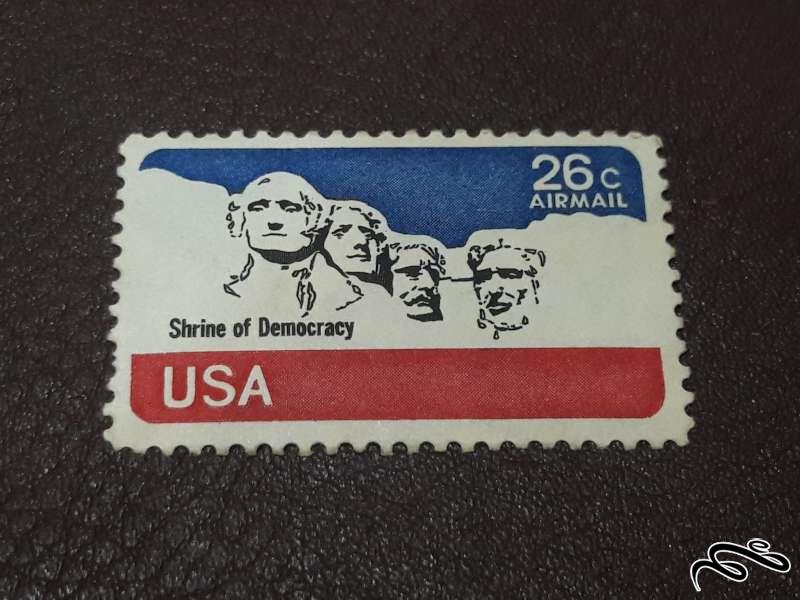 26c
AIRMAIL
Shrine of Democracy
USA